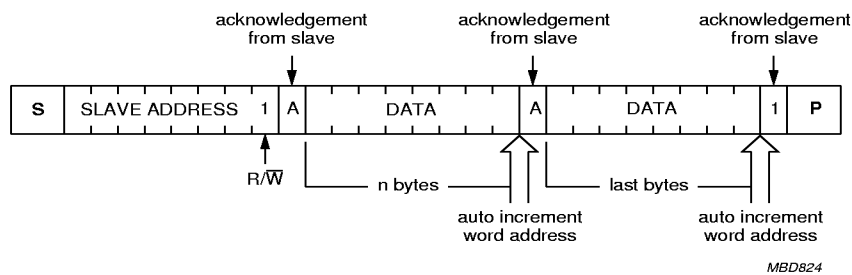 acknowledgement
from slave
acknowledgement
from slave
acknowledgement
from slave
S SLAVE ADDRESS 1 A DATA A DATA 1 P
R/W̅
n bytes
last bytes
auto increment
word address
auto increment
word address
MBD824